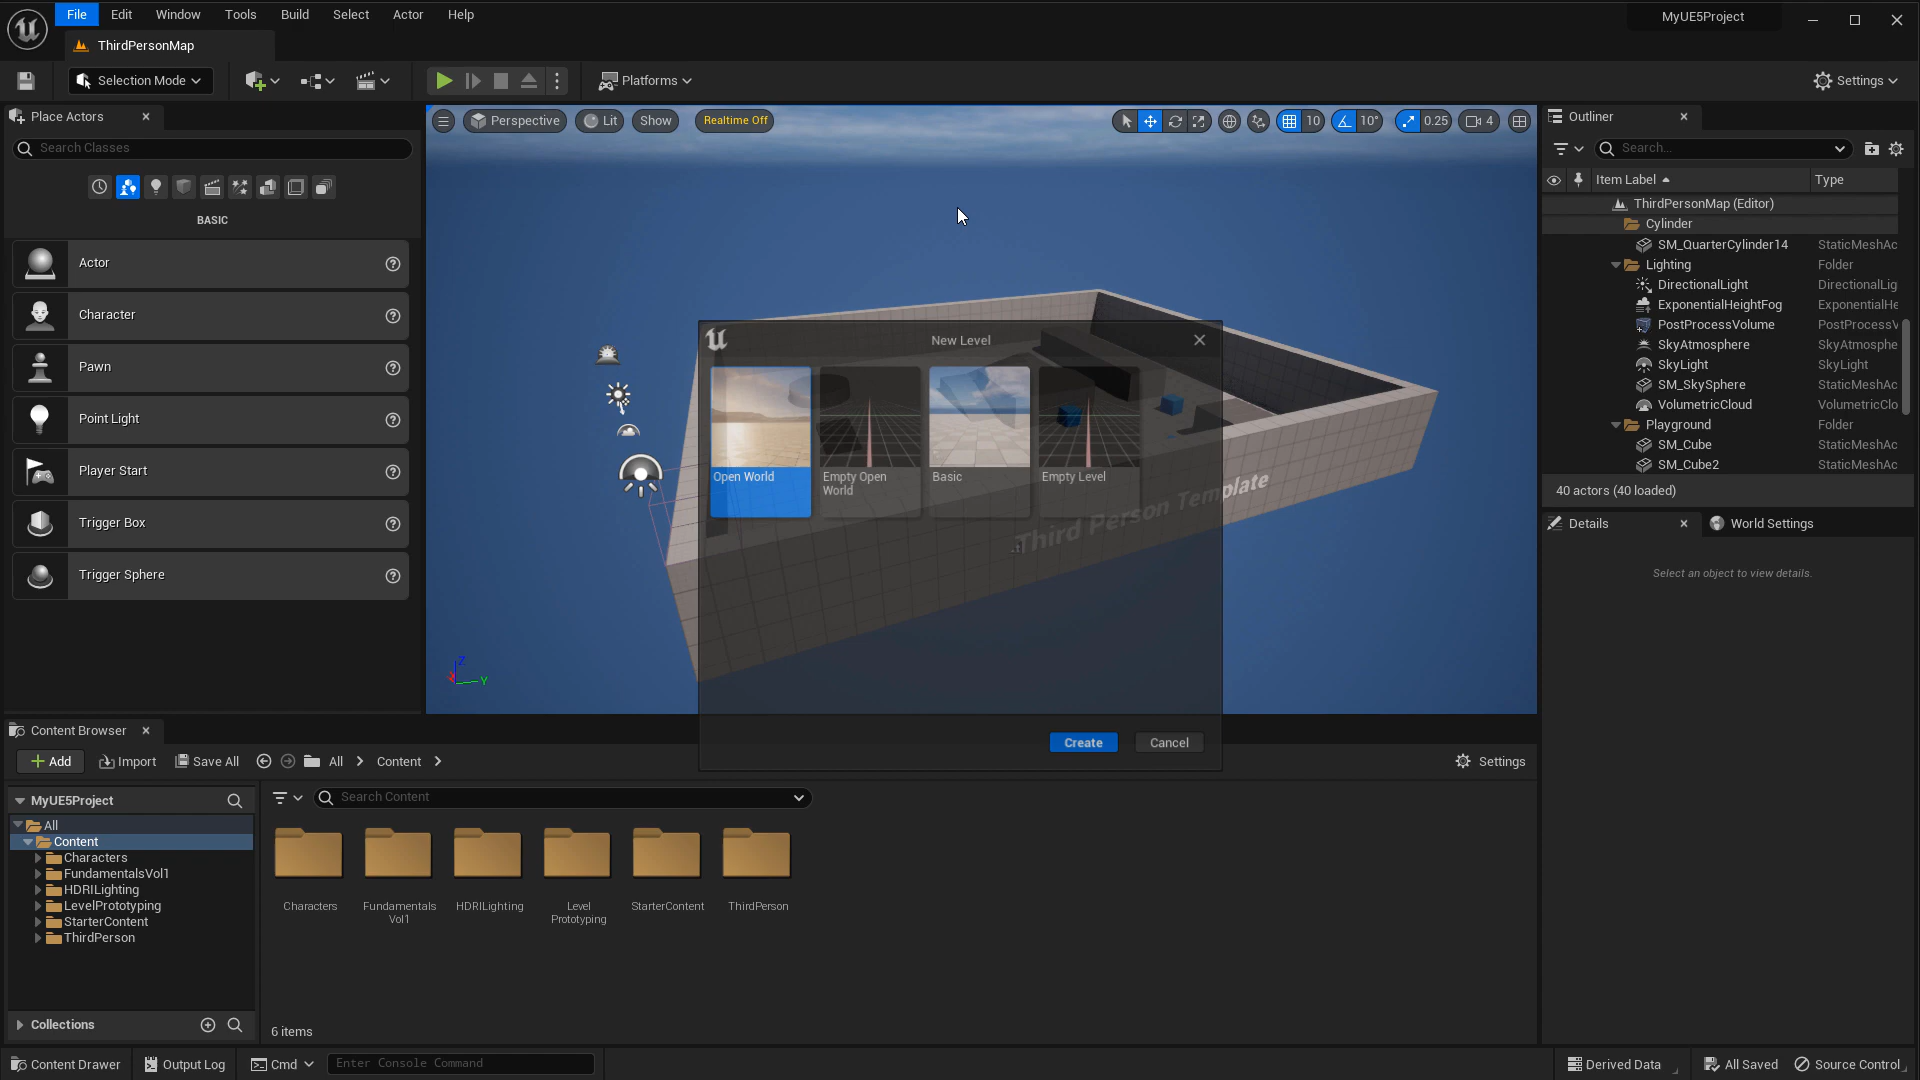 File Edit Window Tools Build Select Actor Help
MyUE5Project
ThirdPersonMap
Selection Mode
Platforms
Settings
Place Actors
Search Classes
BASIC
Actor
Character
Pawn
Point Light
Player Start
Trigger Box
Trigger Sphere
Perspective Lit Show Realtime Off
10 10° 0.25 4
Third Person Template
Z
Y
New Level
Open World
Empty Open
World
Basic
Empty Level
Create Cancel
Outliner
Search...
Item Label Type
ThirdPersonMap (Editor)
Cylinder
SM_QuarterCylinder14 StaticMeshAc
Lighting Folder
DirectionalLight DirectionalLig
ExponentialHeightFog ExponentialHe
PostProcessVolume PostProcessV
SkyAtmosphere SkyAtmosphe
SkyLight SkyLight
SM_SkySphere StaticMeshAc
VolumetricCloud VolumetricClo
Playground Folder
SM_Cube StaticMeshAc
SM_Cube2 StaticMeshAc
40 actors (40 loaded)
Details World Settings
Select an object to view details.
Content Browser
Add Import Save All All Content
Settings
MyUE5Project
All
Content
Characters
FundamentalsVol1
HDRILighting
LevelPrototyping
StarterContent
ThirdPerson
Collections
Search Content
Characters
Fundamentals
Vol1
HDRILighting
Level
Prototyping
StarterContent
ThirdPerson
6 items
Content Drawer Output Log Cmd Enter Console Command
Derived Data All Saved Source Control